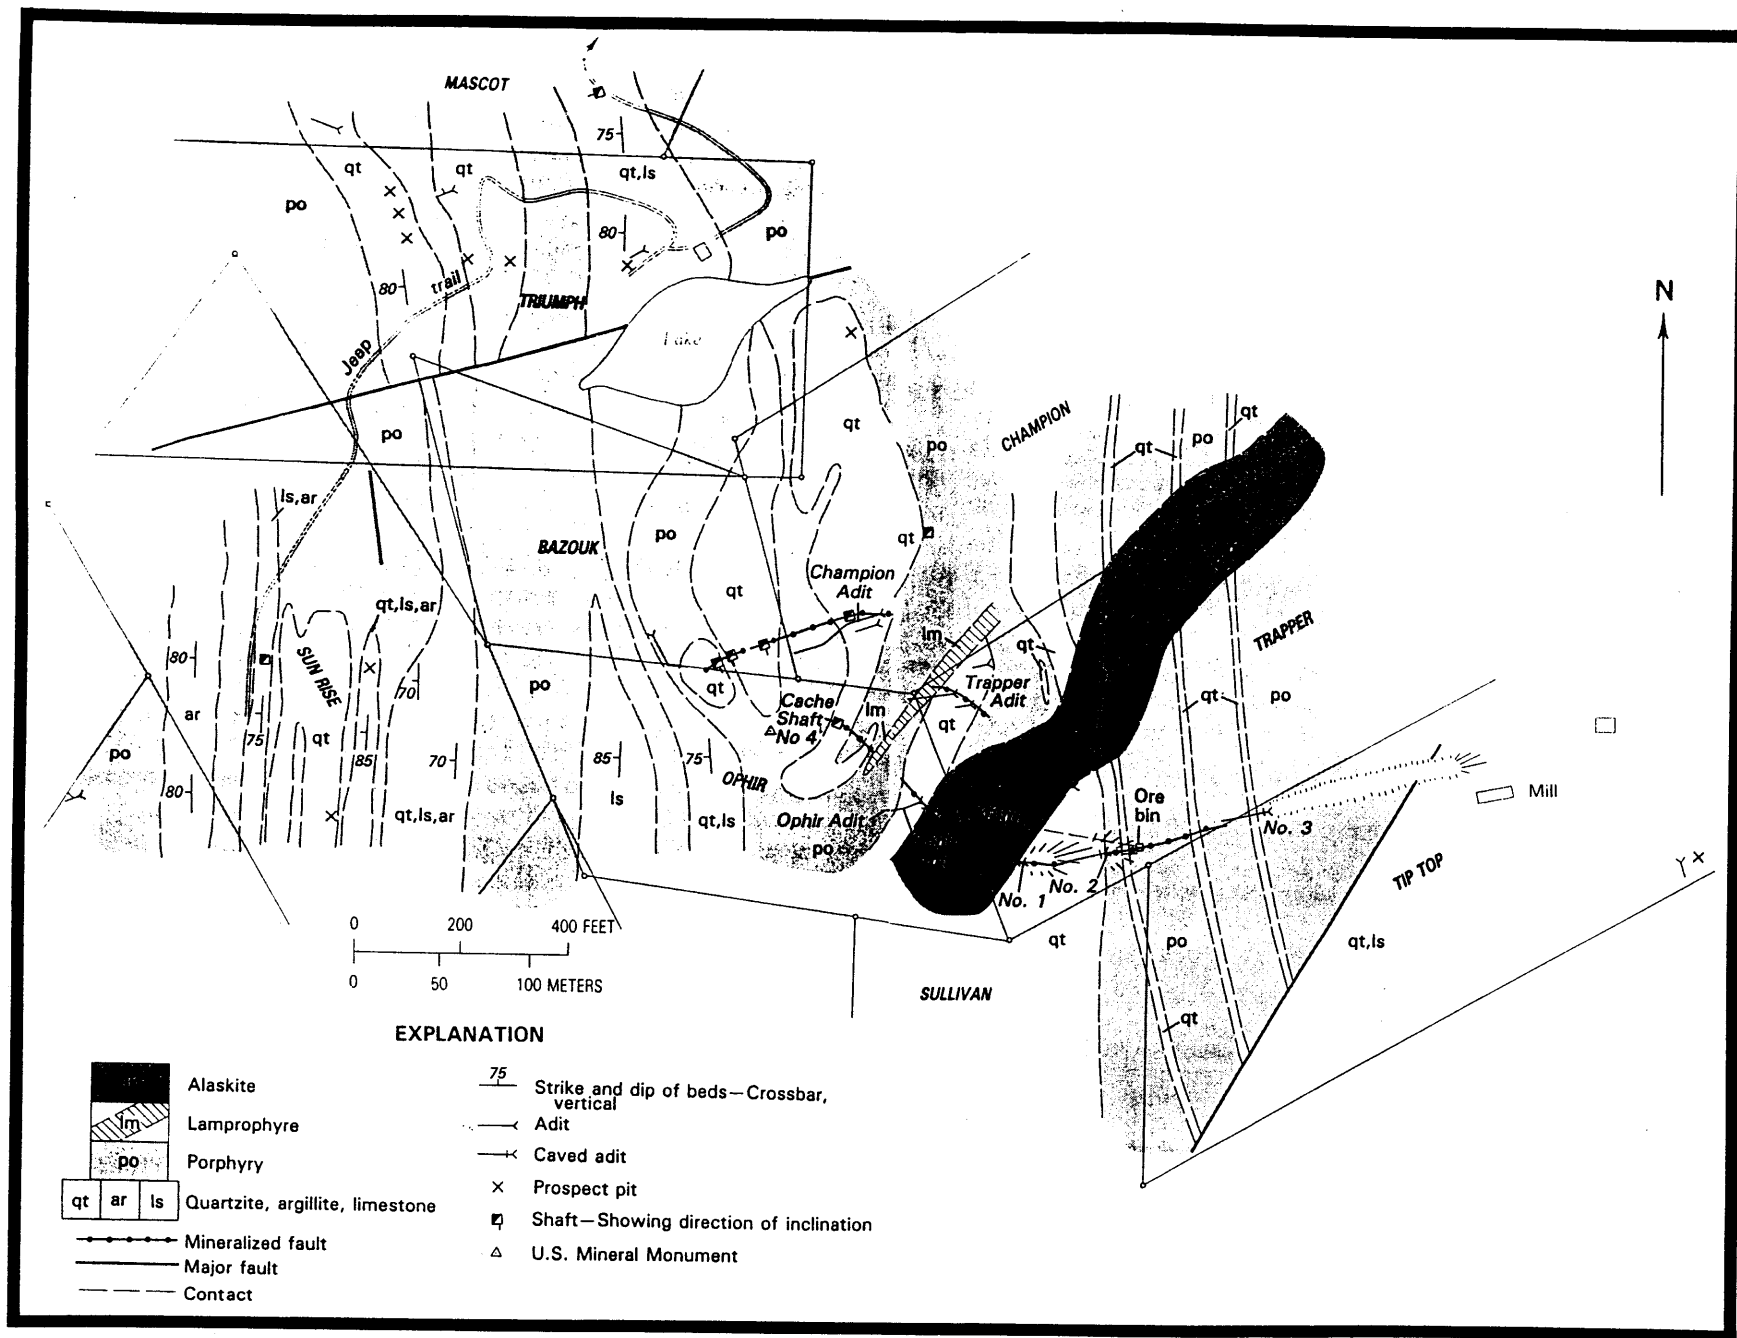 MASCOT
75
qt
qt
qt,ls
po
po
80
80
trail
TRIUMPH
Jeep
Lake
N
po
qt
po
CHAMPION
qt
po
qt
ls,ar
BAZOUK
po
qt
Champion
Adit
qt
qt,ls,ar
lm
qt
TRAPPER
80
SUN RISE
70
po
qt
Trapper
Adit
qt
po
ar
Cache
Shaft
No 4
lm
qt
75
qt
85
70
85
75
OPHIR
po
80
ls
qt,ls
qt,ls,ar
Ophir Adit
po
Ore
bin
Mill
No. 3
No. 2
No. 1
TIP TOP
0 200 400 FEET
0 50 100 METERS
qt
po
qt,ls
SULLIVAN
qt
EXPLANATION
Alaskite
lm Lamprophyre
po Porphyry
qt ar ls Quartzite, argillite, limestone
Mineralized fault
Major fault
Contact
75 Strike and dip of beds—Crossbar,
vertical
Adit
Caved adit
Prospect pit
Shaft—Showing direction of inclination
U.S. Mineral Monument